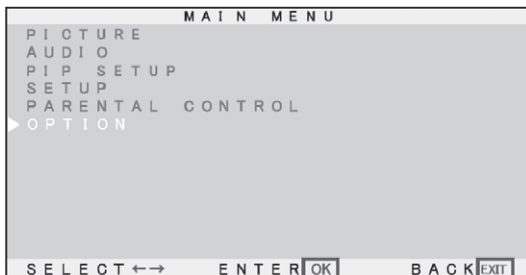 MAIN MENU
PICTURE
AUDIO
PIP SETUP
SETUP
PARENTAL CONTROL
OPTION
SELECT←→ ENTER OK BACK EXIT